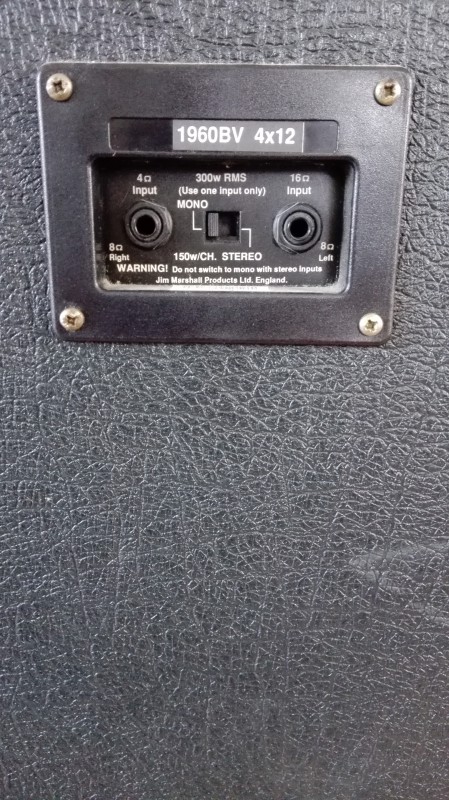 1960BV 4x12
4Ω 300w RMS 16Ω
Input (Use one input only) Input
MONO
8Ω 8Ω
Right 150w/CH. STEREO Left
WARNING! Do not switch to mono with stereo inputs
Jim Marshall Products Ltd. England.